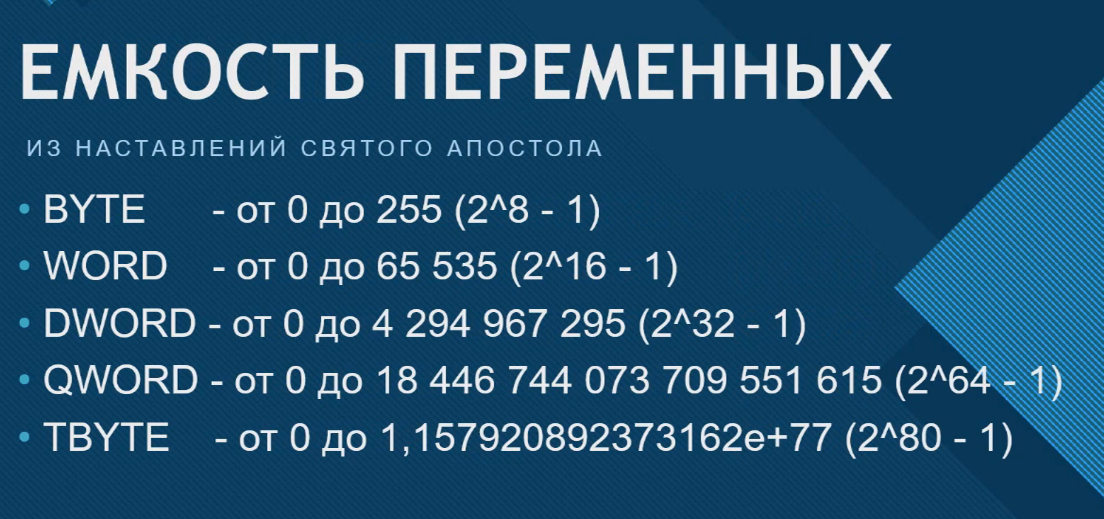 ЕМКОСТЬ ПЕРЕМЕННЫХ
ИЗ НАСТАВЛЕНИЙ СВЯТОГО АПОСТОЛА
• BYTE - от 0 до 255 (2^8 - 1)
• WORD - от 0 до 65 535 (2^16 - 1)
• DWORD - от 0 до 4 294 967 295 (2^32 - 1)
• QWORD - от 0 до 18 446 744 073 709 551 615 (2^64 - 1)
• TBYTE - от 0 до 1,157920892373162e+77 (2^80 - 1)